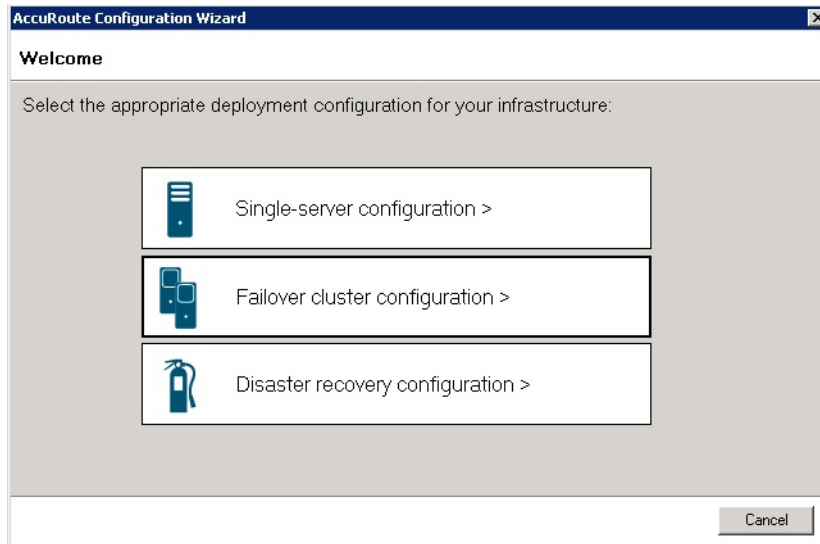 AccuRoute Configuration Wizard
Welcome
Select the appropriate deployment configuration for your infrastructure:
Single-server configuration >
Failover cluster configuration >
Disaster recovery configuration >
Cancel